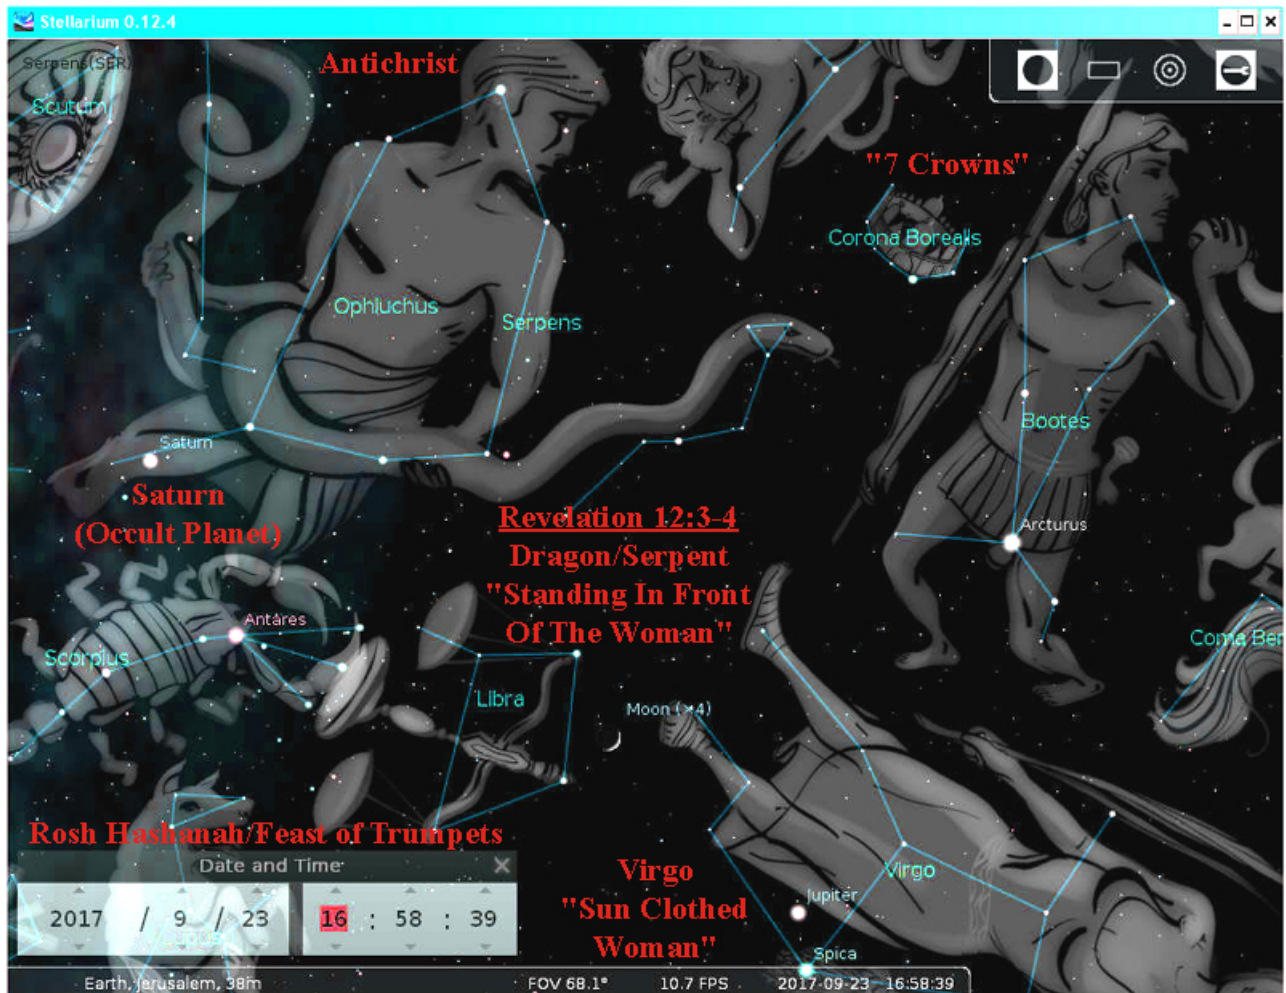 Stellarium 0.12.4
Serpens(SER)
Scutum
Antichrist
"7 Crowns"
Corona Borealis
Ophiuchus
Serpens
Bootes
Saturn
Saturn
(Occult Planet)
Revelation 12:3-4
Dragon/Serpent
"Standing In Front
Of The Woman"
Arcturus
Antares
Scorpius
Libra
Coma Ber
Moon (x4)
Rosh Hashanah/Feast of Trumpets
Date and Time
2017 / 9 / 23 16 : 58 : 39
Lupus
Virgo
"Sun Clothed
Woman"
Virgo
Jupiter
Spica
Earth, Jerusalem, 38m FOV 68.1° 10.7 FPS 2017-09-23 16:58:39